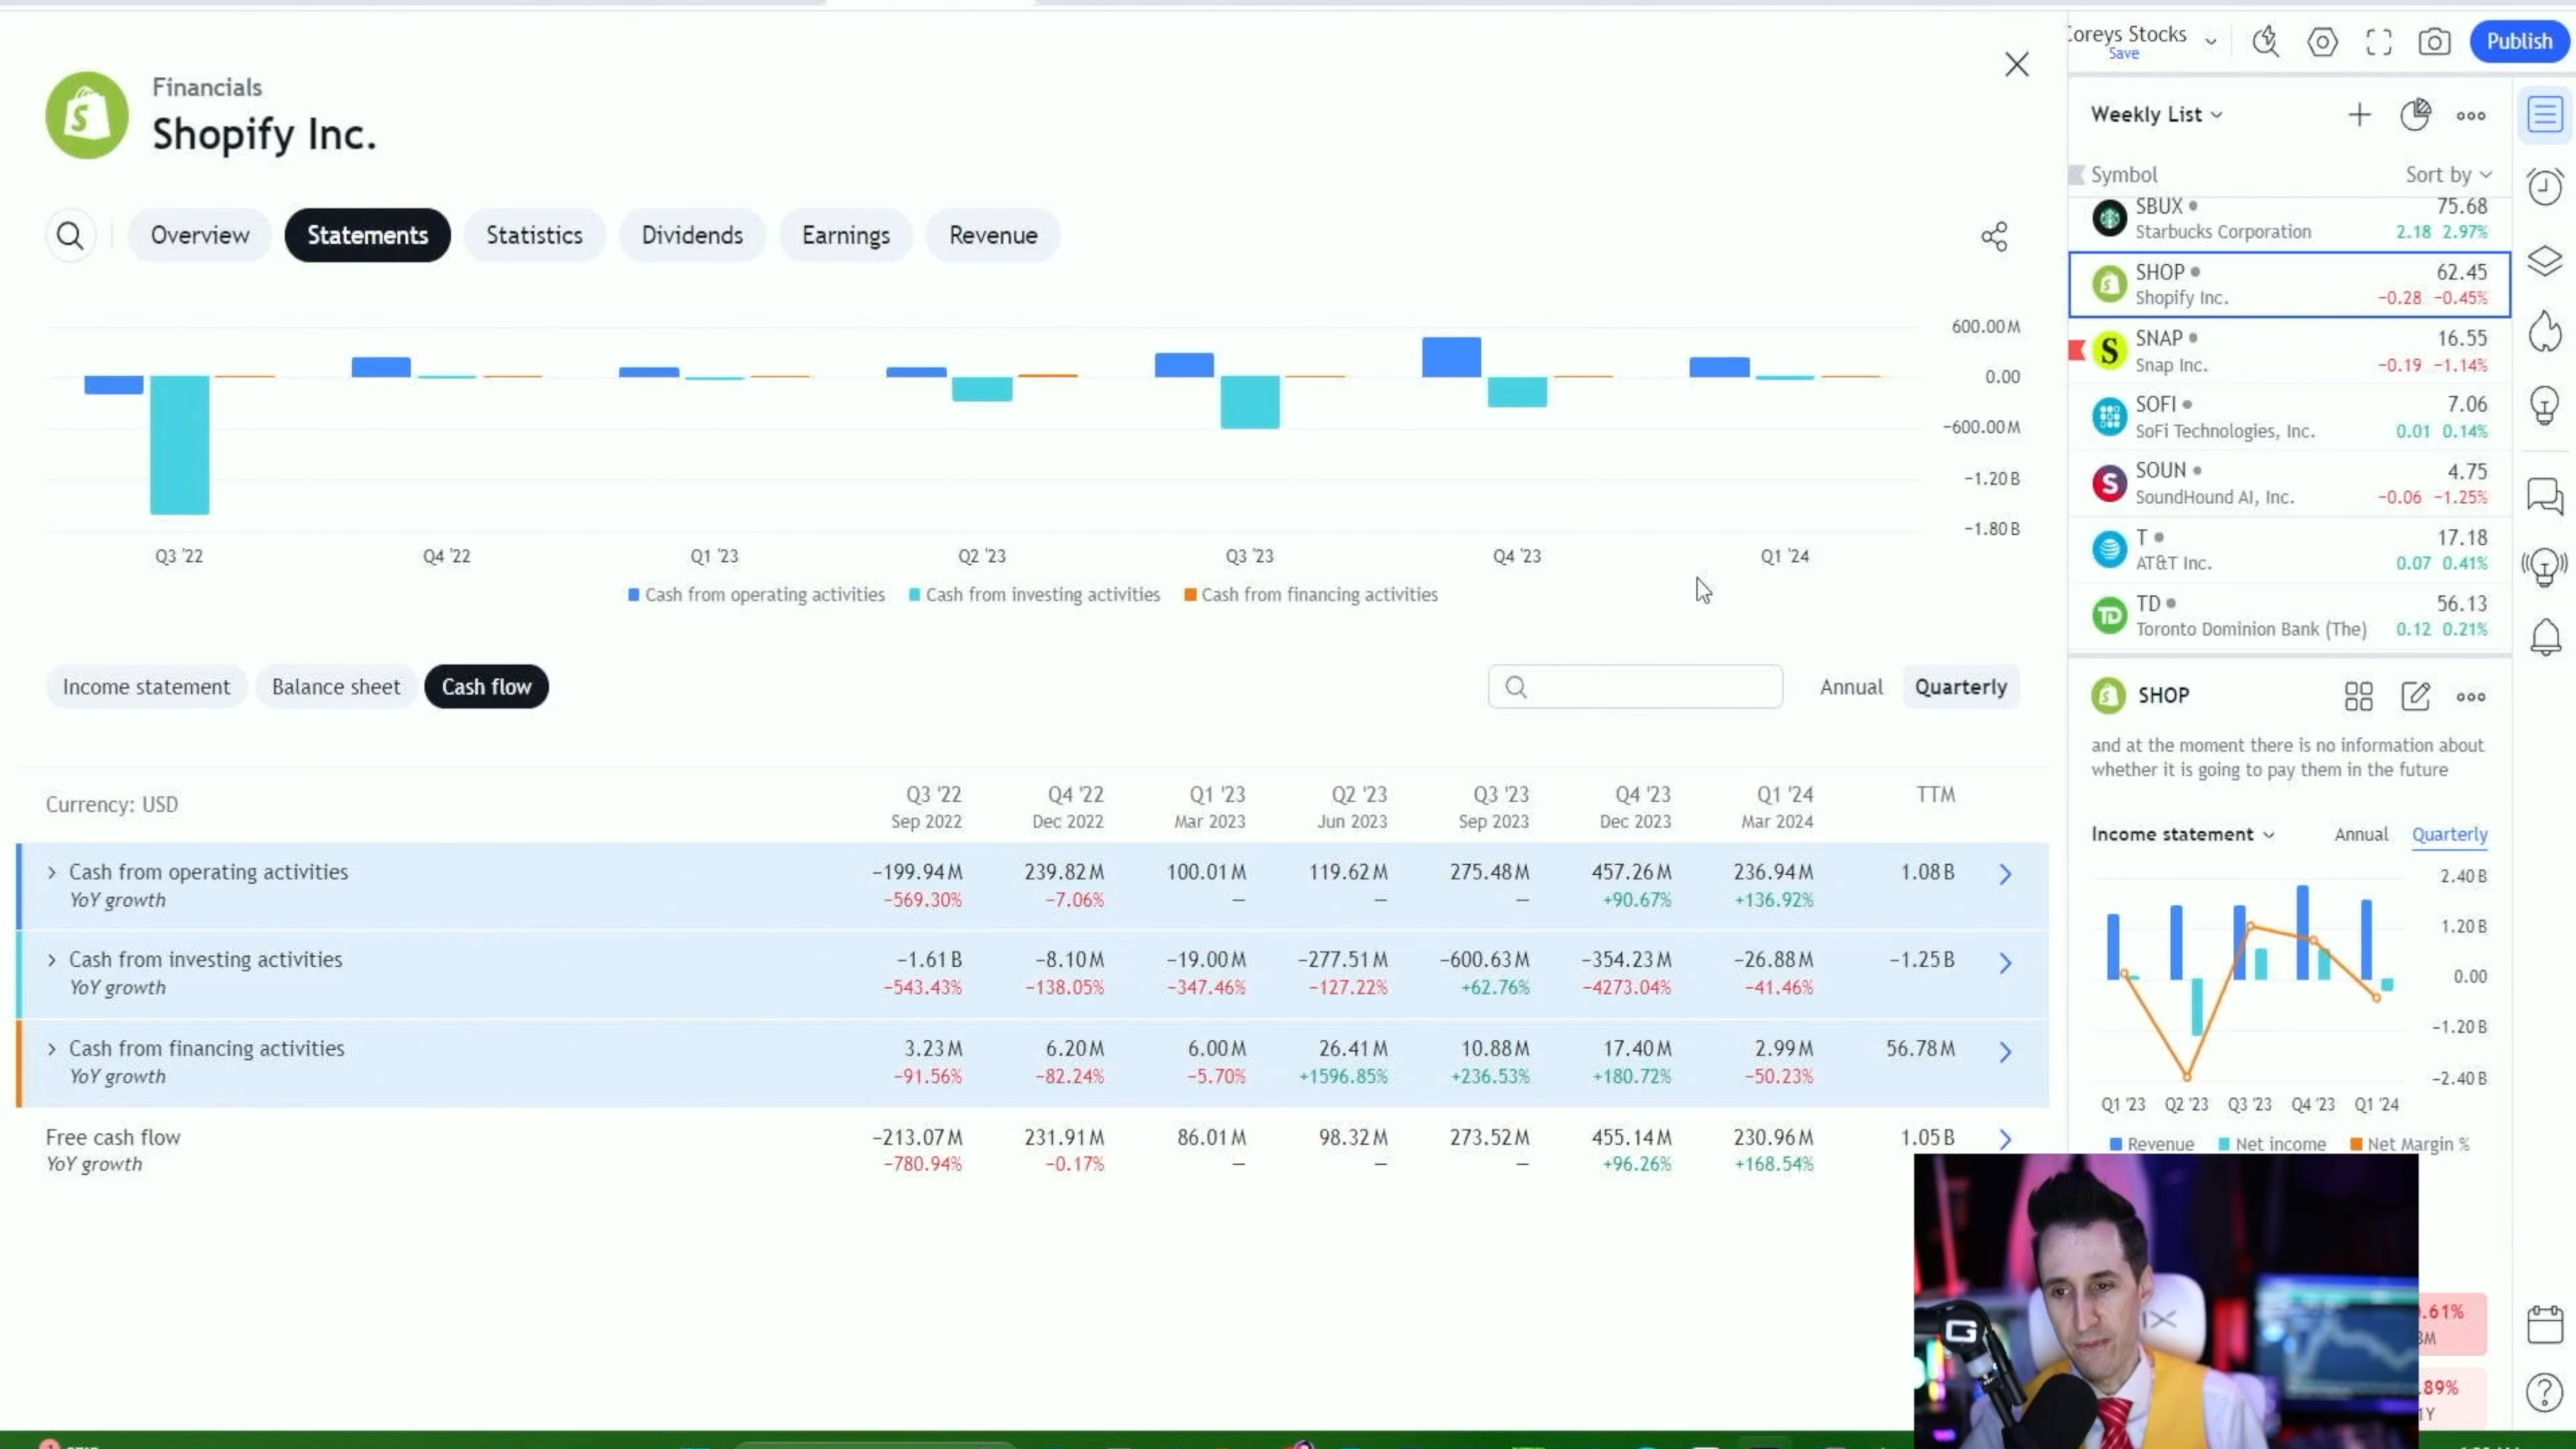 oreys Stocks
Save
Publish
Financials
Shopify Inc.
Overview
Statements
Statistics
Dividends
Earnings
Revenue
600.00 M
0.00
−600.00 M
−1.20 B
−1.80 B
Q3 '22 Q4 '22 Q1 '23 Q2 '23 Q3 '23 Q4 '23 Q1 '24
Cash from operating activities Cash from investing activities Cash from financing activities
Income statement Balance sheet Cash flow
Annual Quarterly
Currency: USD
Q3 '22 Q4 '22 Q1 '23 Q2 '23 Q3 '23 Q4 '23 Q1 '24 TTM
Sep 2022 Dec 2022 Mar 2023 Jun 2023 Sep 2023 Dec 2023 Mar 2024
Cash from operating activities −199.94 M 239.82 M 100.01 M 119.62 M 275.48 M 457.26 M 236.94 M 1.08 B
YoY growth −569.30% −7.06% — — — +90.67% +136.92%
Cash from investing activities −1.61 B −8.10 M −19.00 M −277.51 M −600.63 M −354.23 M −26.88 M −1.25 B
YoY growth −543.43% −138.05% −347.46% −127.22% +62.76% −4273.04% −41.46%
Cash from financing activities 3.23 M 6.20 M 6.00 M 26.41 M 10.88 M 17.40 M 2.99 M 56.78 M
YoY growth −91.56% −82.24% −5.70% +1596.85% +236.53% +180.72% −50.23%
Free cash flow −213.07 M 231.91 M 86.01 M 98.32 M 273.52 M 455.14 M 230.96 M 1.05 B
YoY growth −780.94% −0.17% — — — +96.26% +168.54%
Weekly List
Symbol Sort by
SBUX 75.68
Starbucks Corporation 2.18 2.97%
SHOP 62.45
Shopify Inc. −0.28 −0.45%
SNAP 16.55
Snap Inc. −0.19 −1.14%
SOFI 7.06
SoFi Technologies, Inc. 0.01 0.14%
SOUN 4.75
SoundHound AI, Inc. −0.06 −1.25%
T 17.18
AT&T Inc. 0.07 0.41%
TD 56.13
Toronto Dominion Bank (The) 0.12 0.21%
SHOP
and at the moment there is no information about
whether it is going to pay them in the future
Income statement Annual Quarterly
2.40 B
1.20 B
0.00
−1.20 B
−2.40 B
Q1 '23 Q2 '23 Q3 '23 Q4 '23 Q1 '24
Revenue Net income Net Margin %
.61%
3M
.89%
1Y